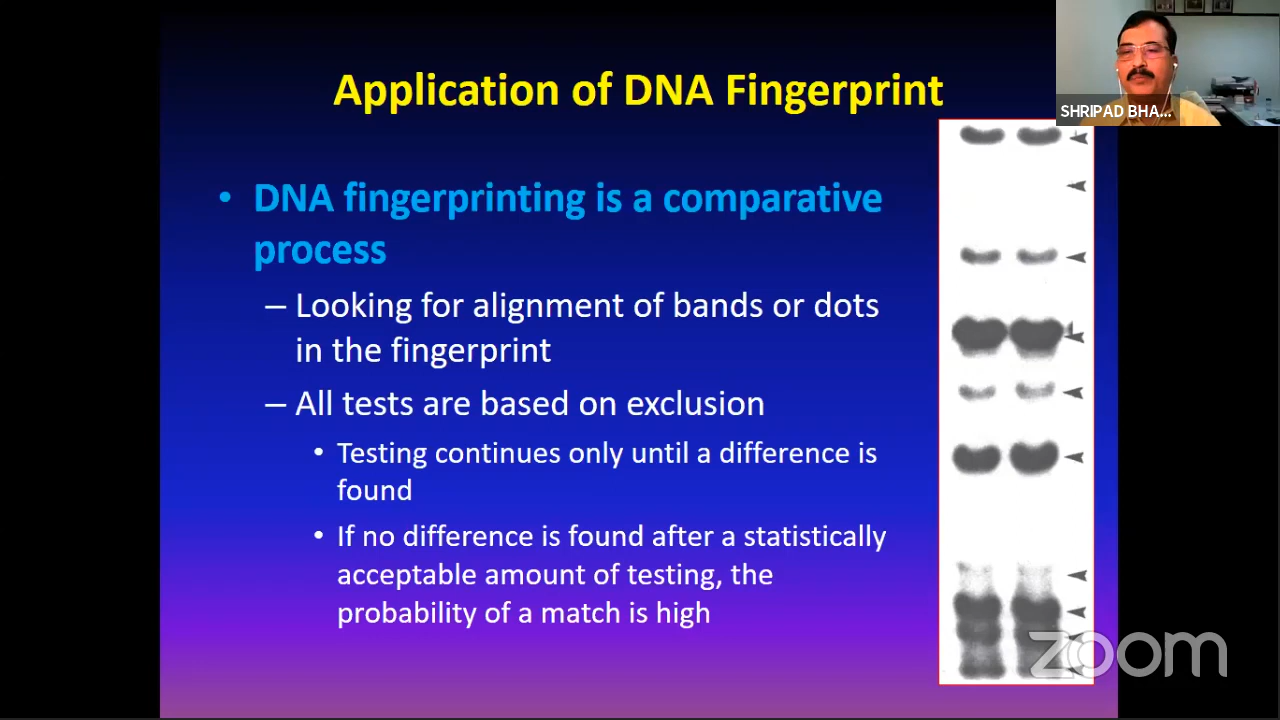 Application of DNA Fingerprint
SHRIPAD BHA...
• DNA fingerprinting is a comparative
process
– Looking for alignment of bands or dots
in the fingerprint
– All tests are based on exclusion
• Testing continues only until a difference is
found
• If no difference is found after a statistically
acceptable amount of testing, the
probability of a match is high
zoom